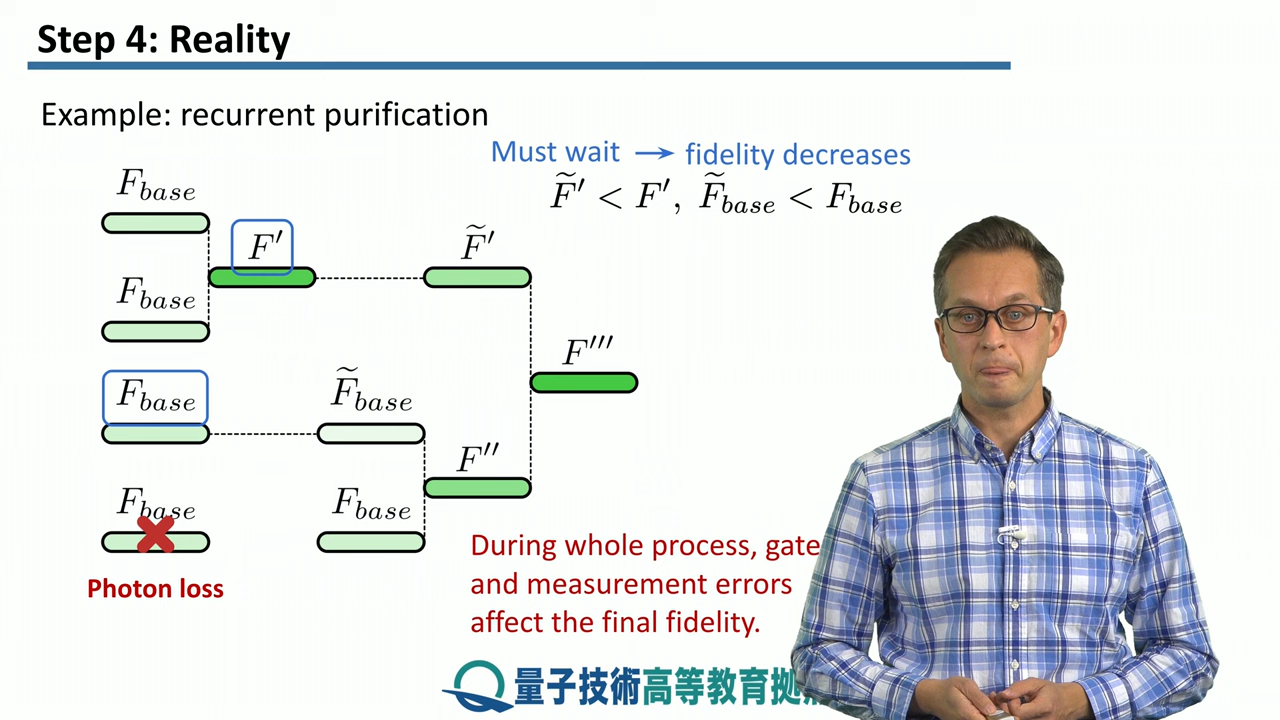 Step 4: Reality
Example: recurrent purification
Must wait → fidelity decreases
F̃′ < F′, F̃base < Fbase
Fbase
F′
F̃′
Fbase
F‴
Fbase
F̃base
F″
Fbase
Fbase
Photon loss
During whole process, gate
and measurement errors
affect the final fidelity.
量子技術高等教育拠